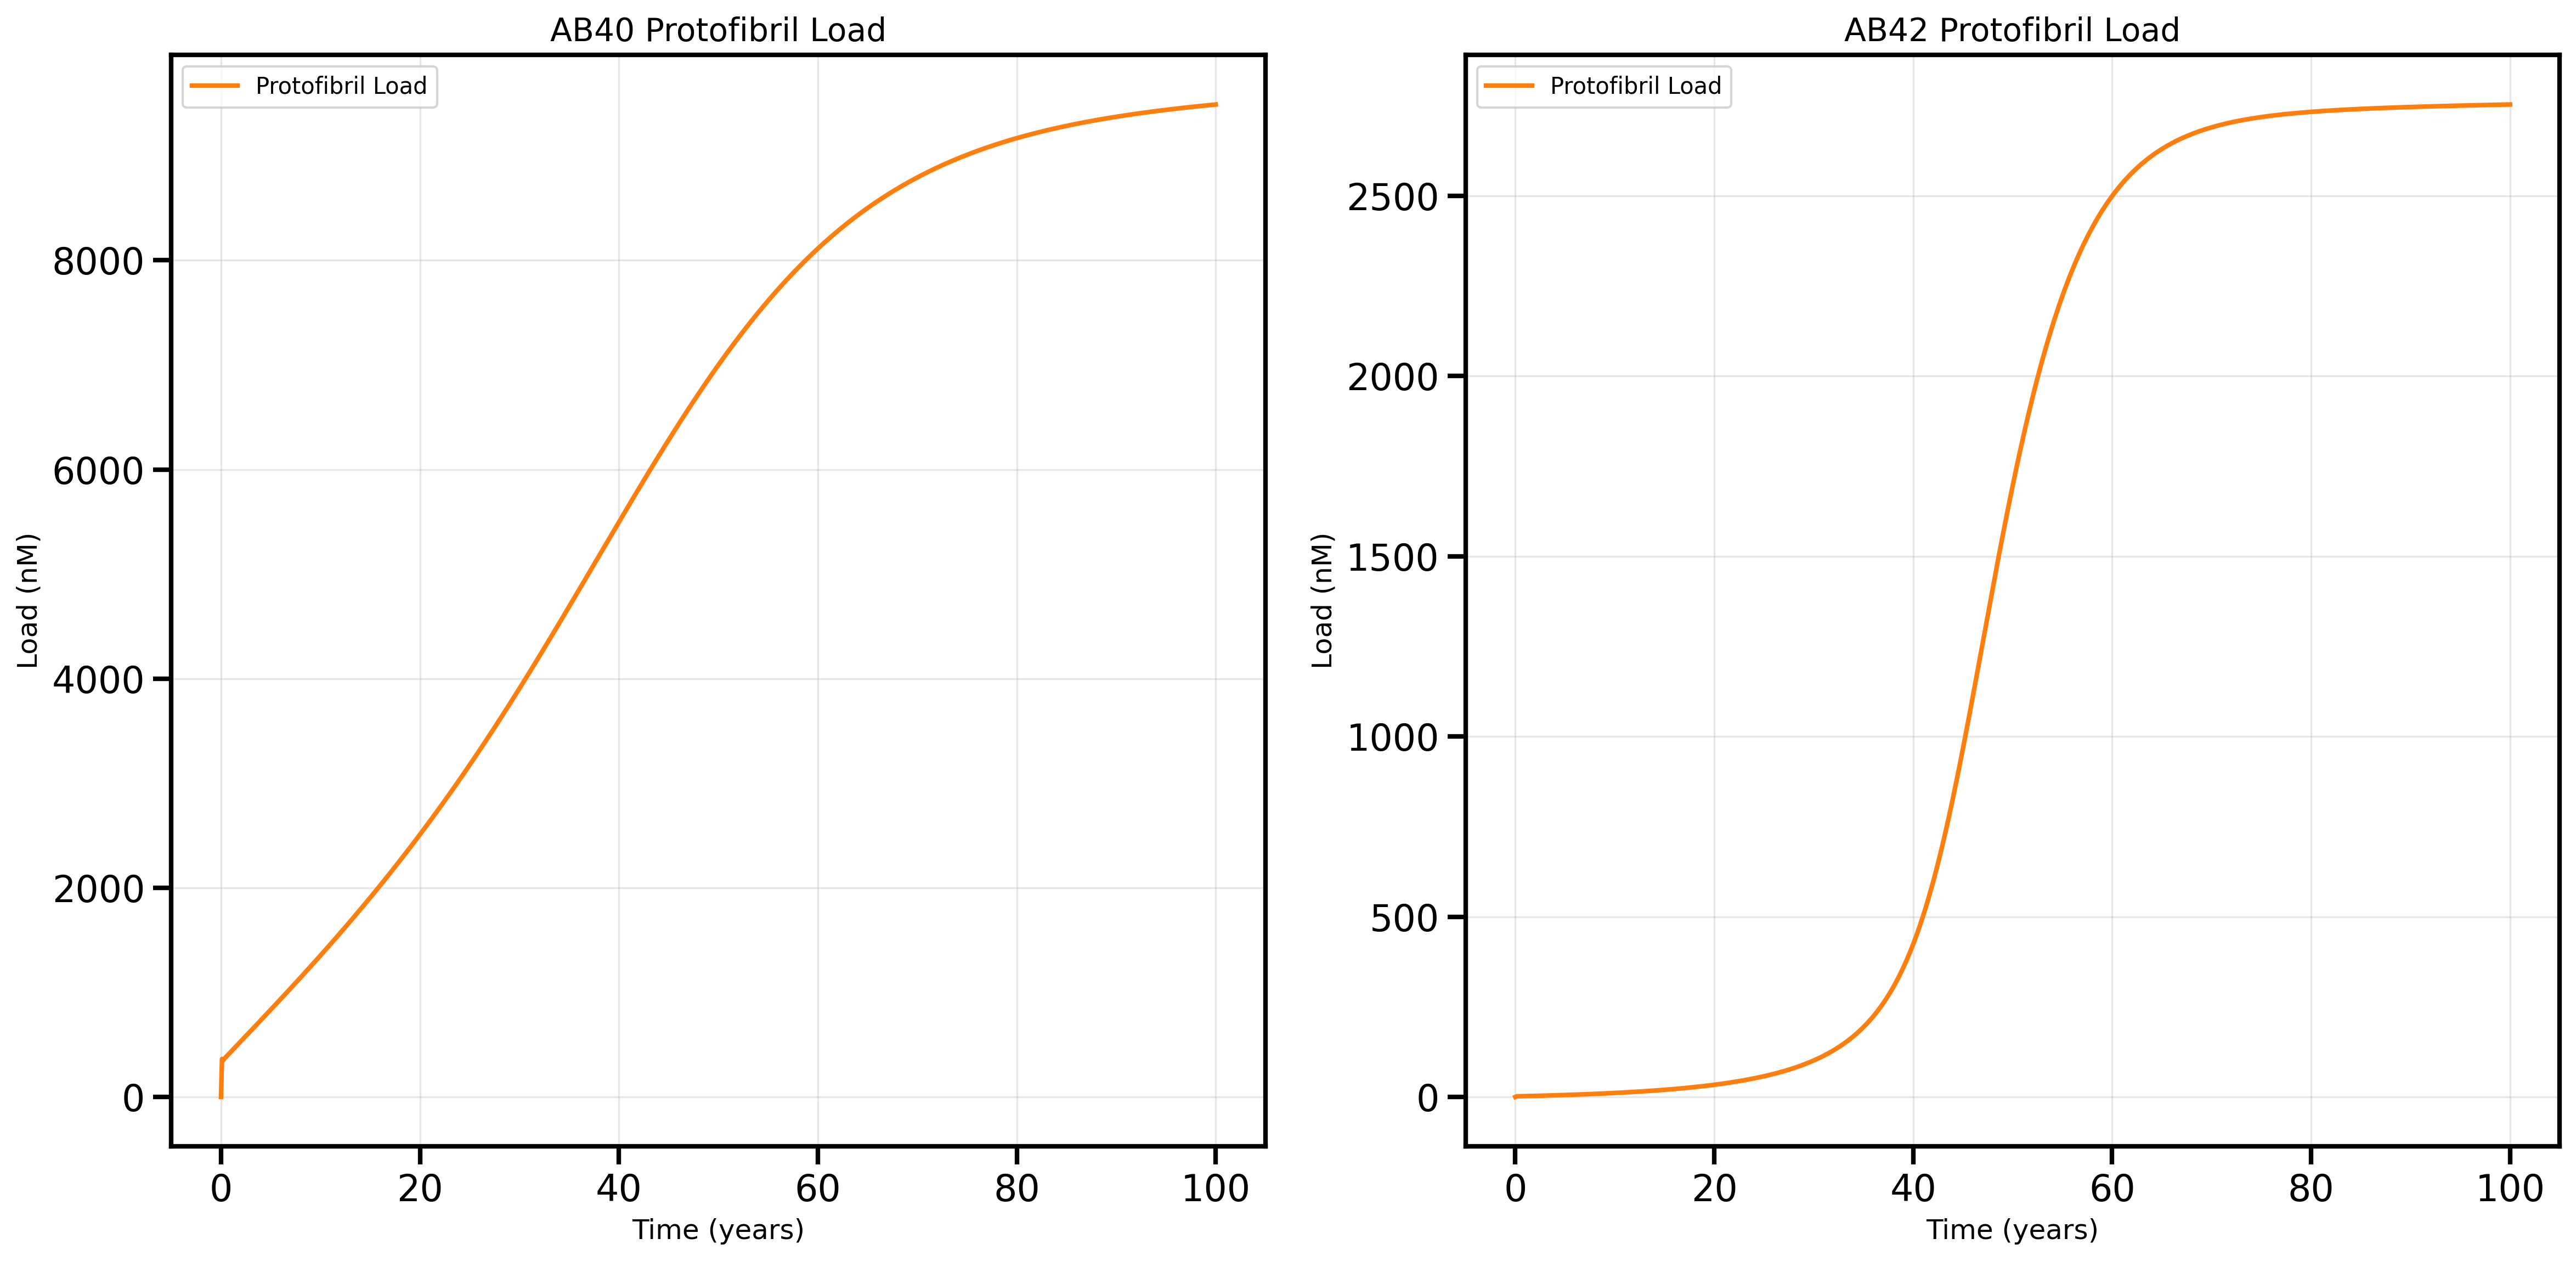 AB40 Protofibril Load
Protofibril Load
Load (nM)
8000
6000
4000
2000
0
0 20 40 60 80 100
Time (years)
AB42 Protofibril Load
Protofibril Load
Load (nM)
2500
2000
1500
1000
500
0
0 20 40 60 80 100
Time (years)